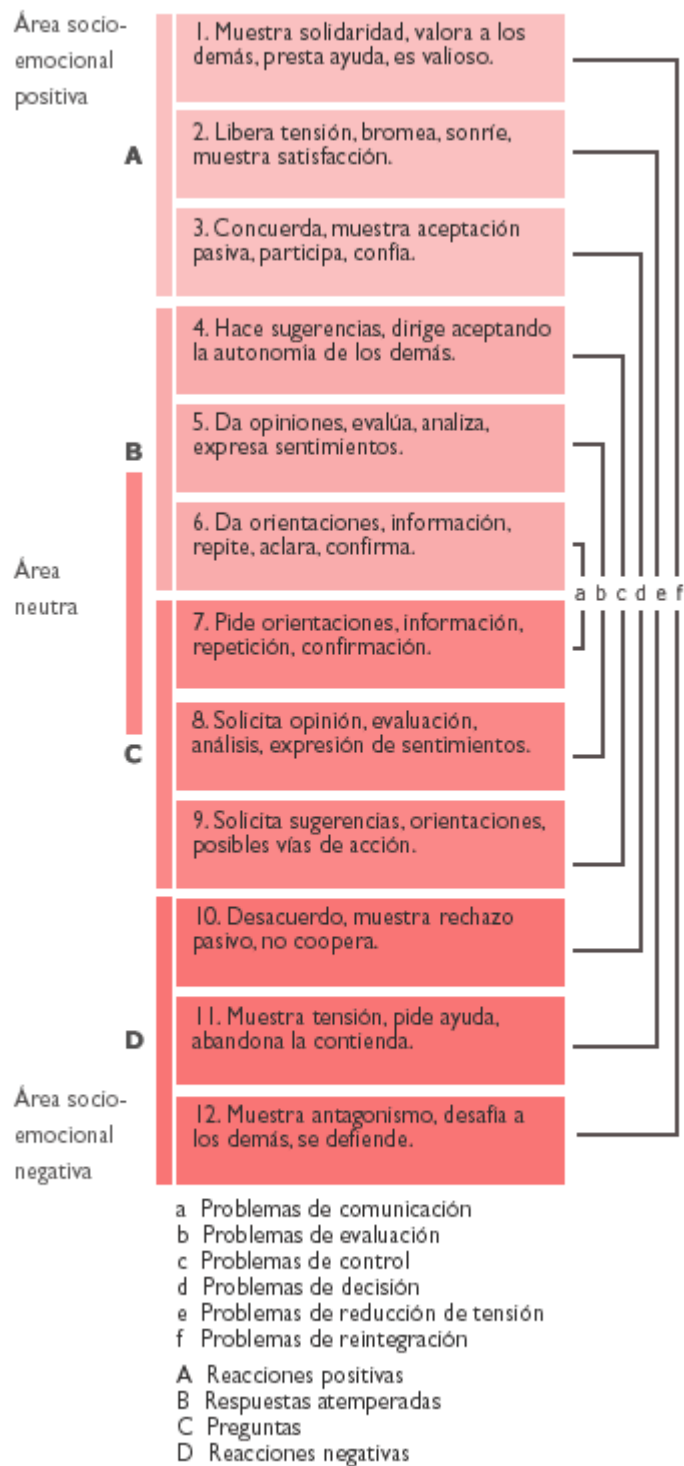 Área socio-
emocional
positiva
A
1. Muestra solidaridad, valora a los
demás, presta ayuda, es valioso.
2. Libera tensión, bromea, sonríe,
muestra satisfacción.
3. Concuerda, muestra aceptación
pasiva, participa, confía.
B
4. Hace sugerencias, dirige aceptando
la autonomía de los demás.
5. Da opiniones, evalúa, analiza,
expresa sentimientos.
6. Da orientaciones, información,
repite, aclara, confirma.
Área
neutra
C
7. Pide orientaciones, información,
repetición, confirmación.
8. Solicita opinión, evaluación,
análisis, expresión de sentimientos.
9. Solicita sugerencias, orientaciones,
posibles vías de acción.
D
10. Desacuerdo, muestra rechazo
pasivo, no coopera.
11. Muestra tensión, pide ayuda,
abandona la contienda.
12. Muestra antagonismo, desafía a
los demás, se defiende.
Área socio-
emocional
negativa
a b c d e f
a Problemas de comunicación
b Problemas de evaluación
c Problemas de control
d Problemas de decisión
e Problemas de reducción de tensión
f Problemas de reintegración
A Reacciones positivas
B Respuestas atemperadas
C Preguntas
D Reacciones negativas